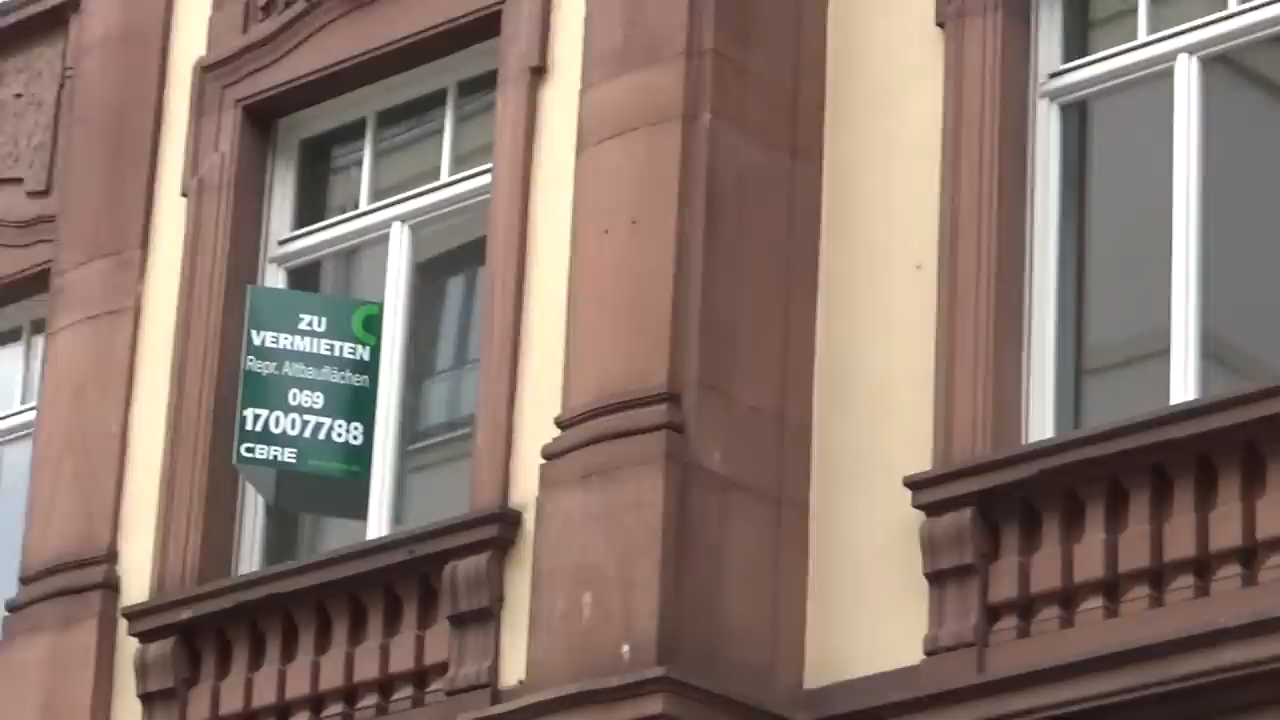 ZU
VERMIETEN
Repr. Altbauflächen
069
17007788
CBRE